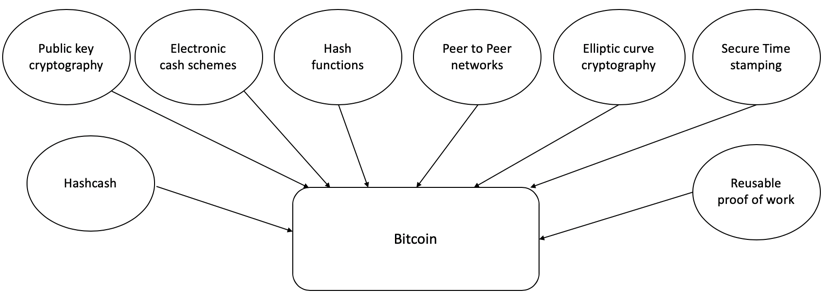 Public key
cryptography
Electronic
cash schemes
Hash
functions
Peer to Peer
networks
Elliptic curve
cryptography
Secure Time
stamping
Hashcash
Reusable
proof of work
Bitcoin